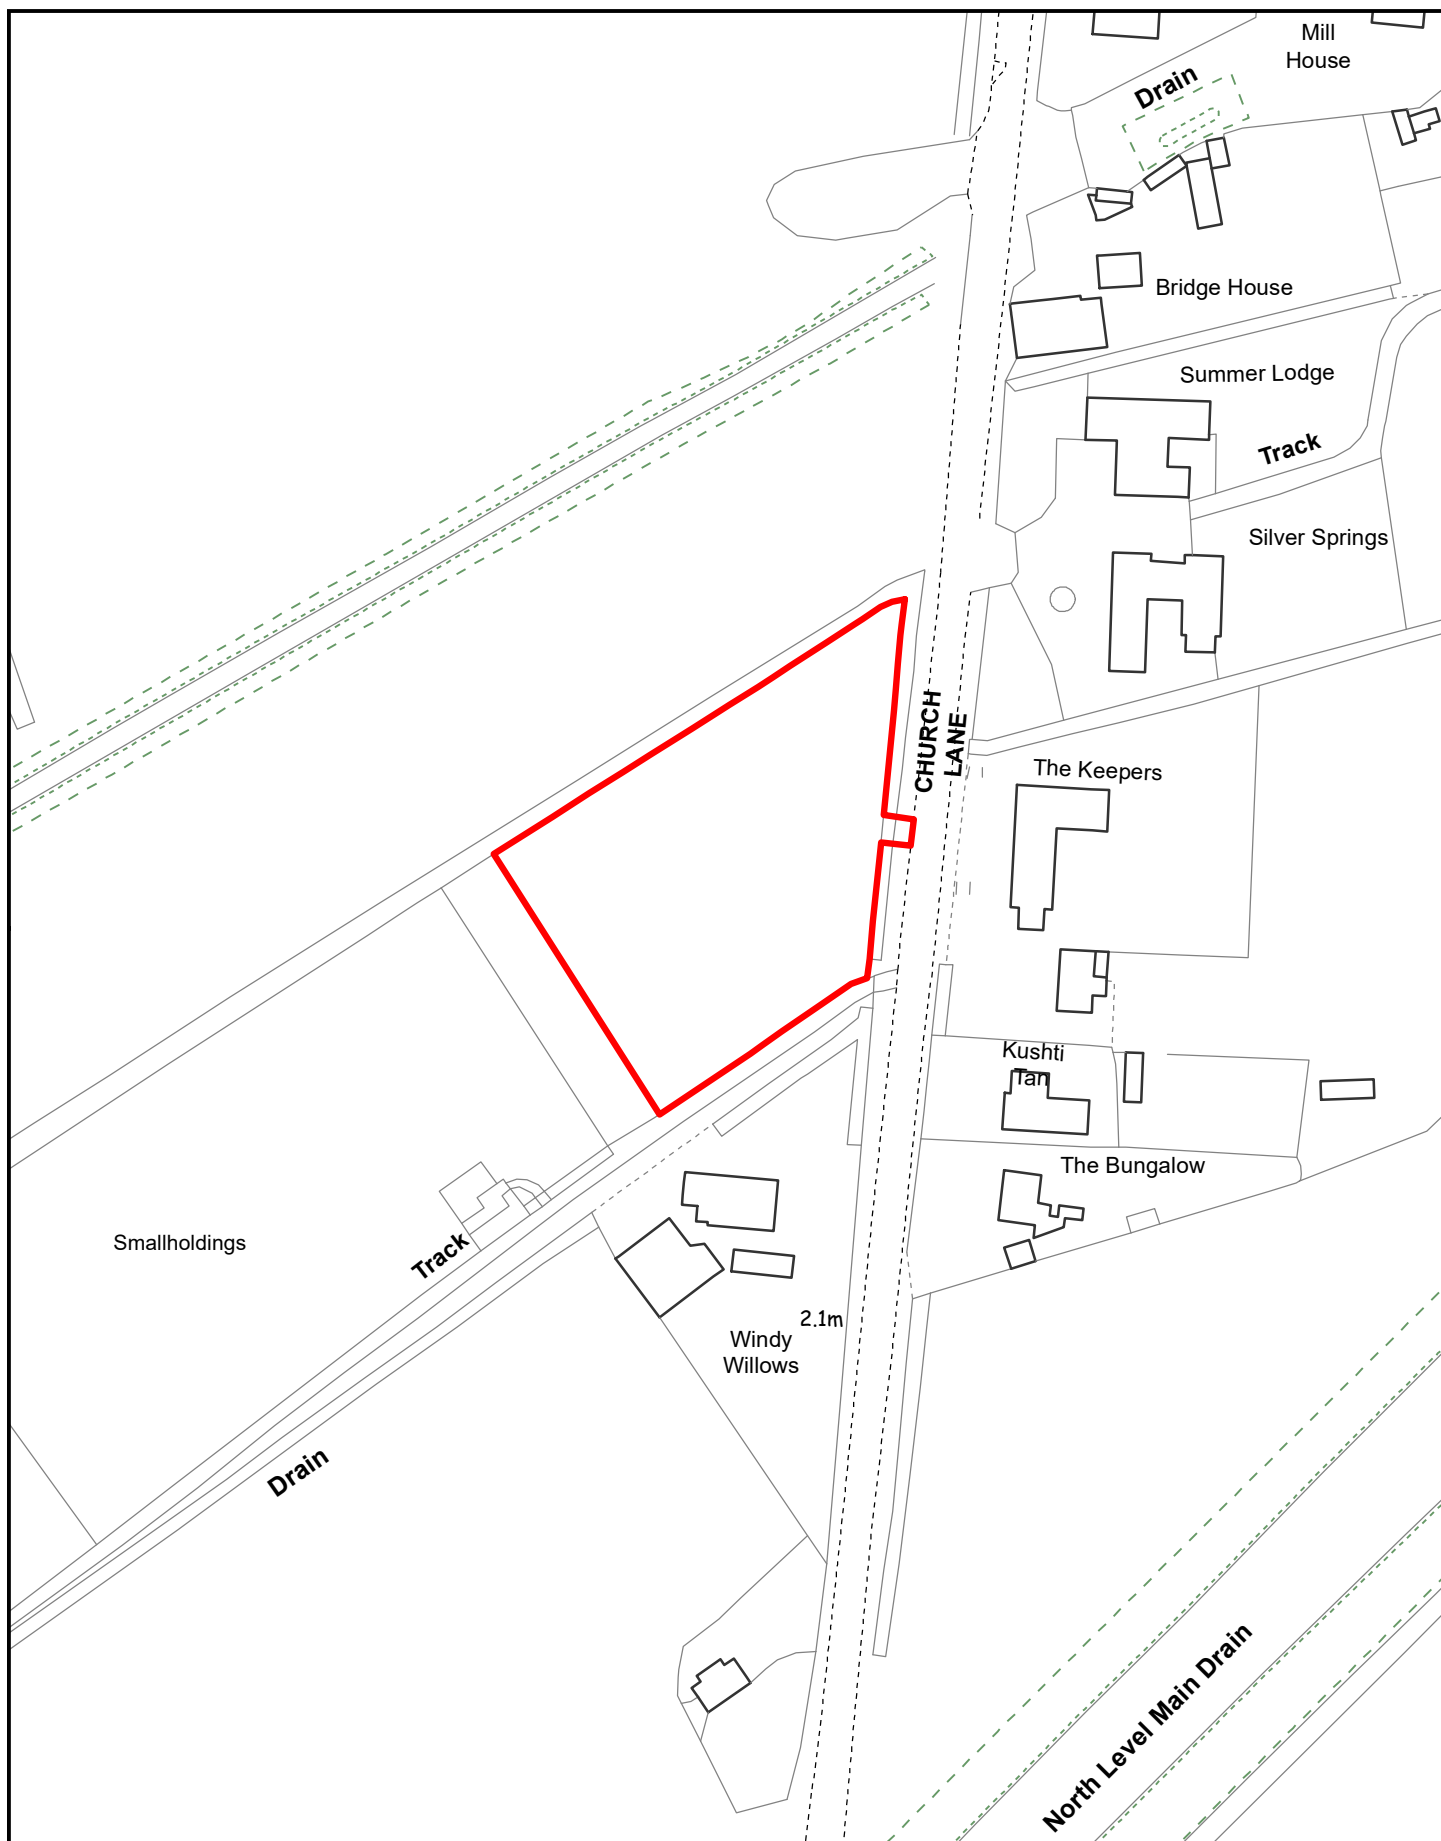 Mill
House
Drain
Bridge House
Summer Lodge
Track
Silver Springs
CHURCH
LANE
The Keepers
Kushti
Tan
The Bungalow
Smallholdings
Track
2.1m
Windy
Willows
Drain
North Level Main Drain